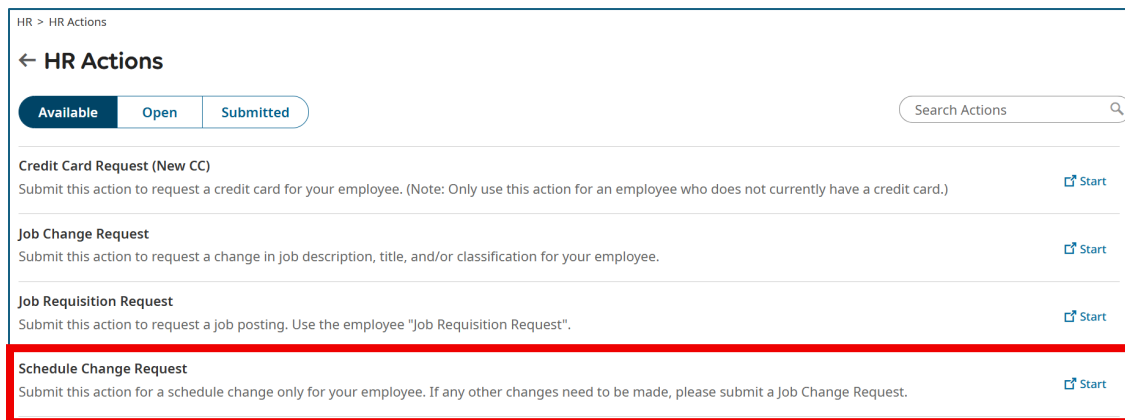 HR > HR Actions
← HR Actions
Available Open Submitted
Search Actions
Credit Card Request (New CC)
Submit this action to request a credit card for your employee. (Note: Only use this action for an employee who does not currently have a credit card.)
Start
Job Change Request
Submit this action to request a change in job description, title, and/or classification for your employee.
Start
Job Requisition Request
Submit this action to request a job posting. Use the employee "Job Requisition Request".
Start
Schedule Change Request
Submit this action for a schedule change only for your employee. If any other changes need to be made, please submit a Job Change Request.
Start